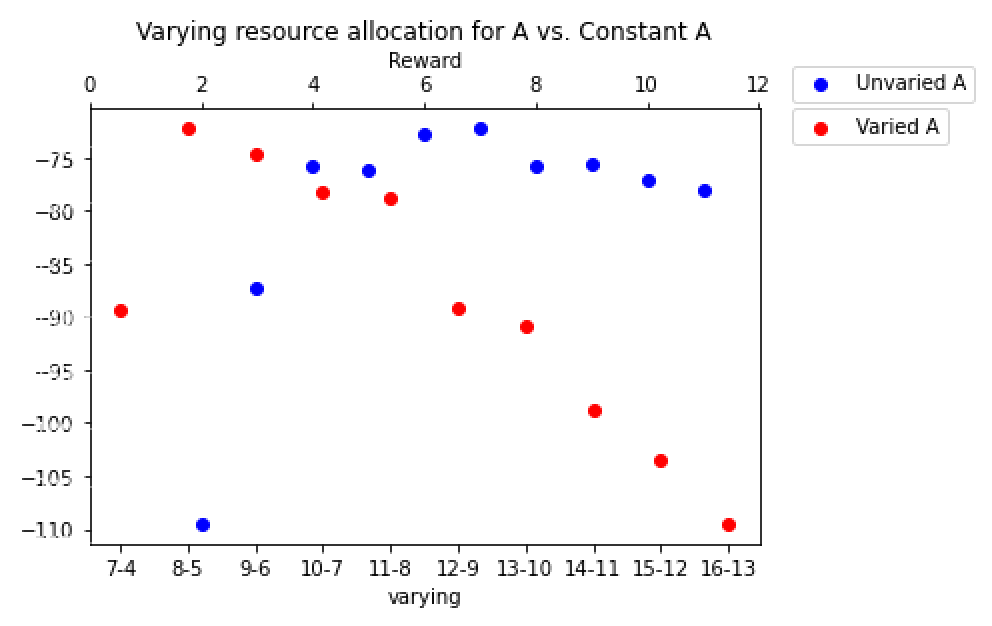 Varying resource allocation for A vs. Constant A
Reward
0 2 4 6 8 10 12
Unvaried A
Varied A
−75
−80
−85
−90
−95
−100
−105
−110
7-4 8-5 9-6 10-7 11-8 12-9 13-10 14-11 15-12 16-13
varying